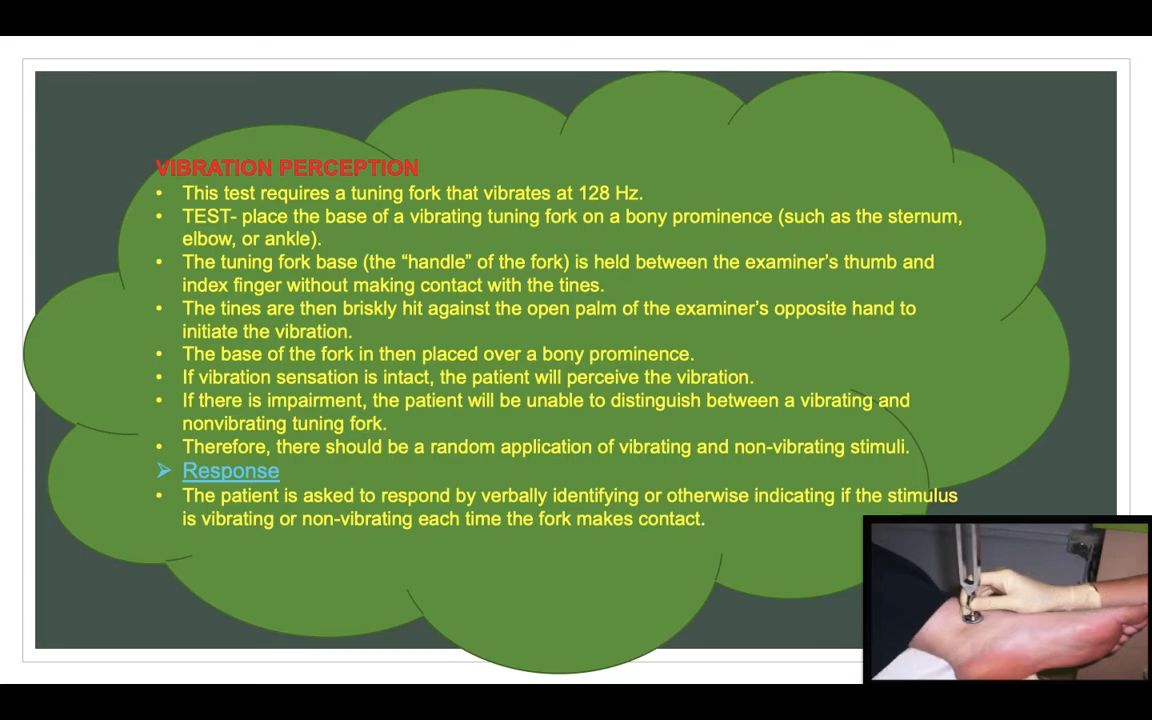 VIBRATION PERCEPTION
• This test requires a tuning fork that vibrates at 128 Hz.
• TEST- place the base of a vibrating tuning fork on a bony prominence (such as the sternum,
elbow, or ankle).
• The tuning fork base (the “handle” of the fork) is held between the examiner’s thumb and
index finger without making contact with the tines.
• The tines are then briskly hit against the open palm of the examiner’s opposite hand to
initiate the vibration.
• The base of the fork in then placed over a bony prominence.
• If vibration sensation is intact, the patient will perceive the vibration.
• If there is impairment, the patient will be unable to distinguish between a vibrating and
nonvibrating tuning fork.
• Therefore, there should be a random application of vibrating and non-vibrating stimuli.
➢ Response
• The patient is asked to respond by verbally identifying or otherwise indicating if the stimulus
is vibrating or non-vibrating each time the fork makes contact.